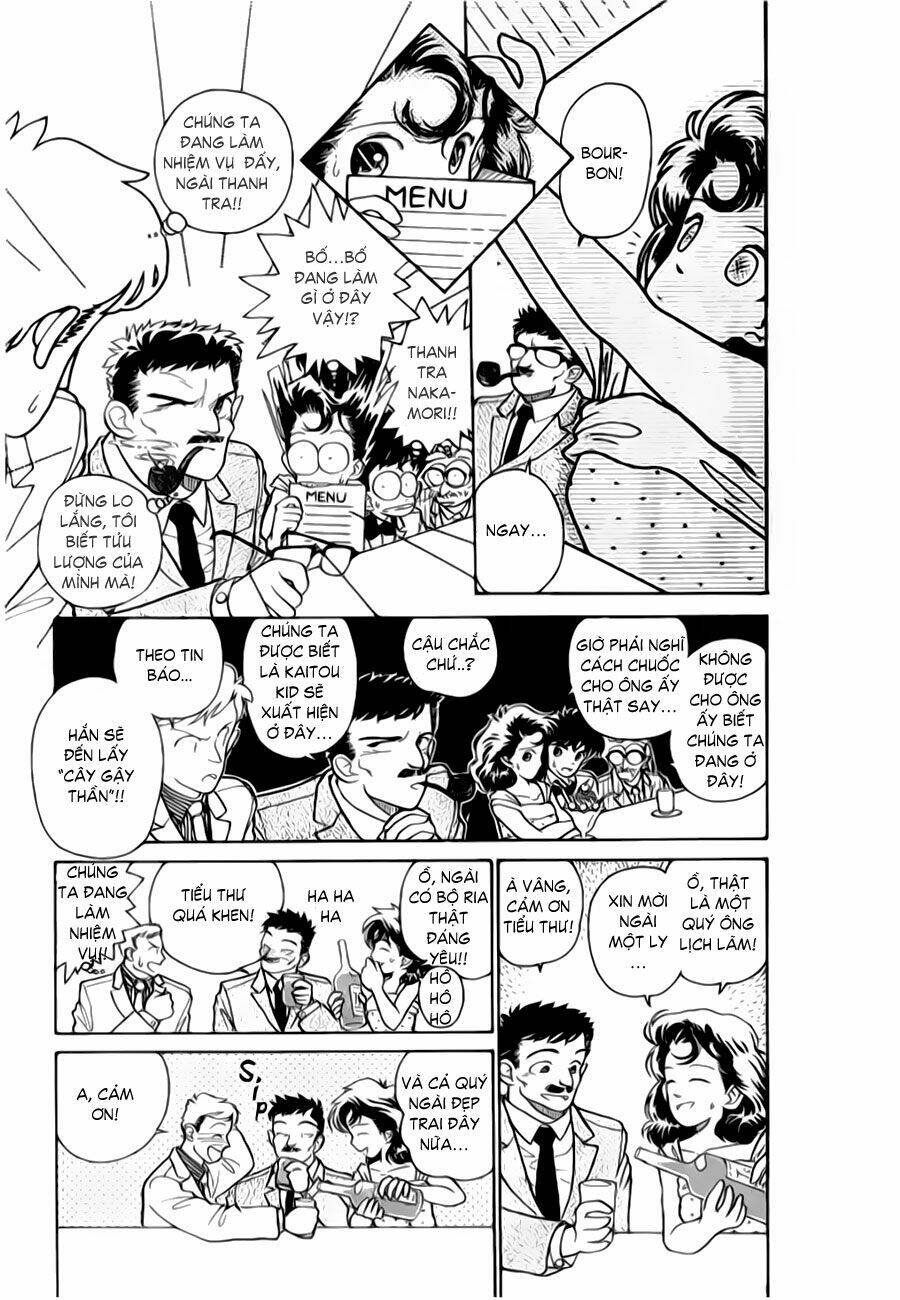 BOUR-
BON!
NGAY...
MENU
THANH
TRA
NAKA-
MORI!!
BỐ...BỐ
ĐANG LÀM
GÌ Ở ĐÂY
VẬY!?
MENU
CHÚNG TA
ĐANG LÀM
NHIỆM VỤ ĐẤY,
NGÀI THANH
TRA!!
ĐỪNG LO
LẮNG, TÔI
BIẾT TỬU
LƯỢNG CỦA
MÌNH MÀ!
KHÔNG
ĐƯỢC
CHO ÔNG
ẤY BIẾT
CHÚNG TA
ĐANG Ở
ĐÂY!
GIỜ PHẢI NGHĨ
CÁCH CHUỐC
CHO ÔNG ẤY
THẬT SAY...
CẬU CHẮC
CHỨ..?
CHÚNG TA
ĐƯỢC BIẾT
LÀ KAITOU
KID SẼ
XUẤT HIỆN
Ở ĐÂY...
THEO TIN
BÁO...
HẮN SẼ
ĐẾN LẤY
"CÂY GẬY
THẦN"!!
Ồ, THẬT
LÀ MỘT
QUÝ ÔNG
LỊCH LÃM!
XIN MỜI
NGÀI
MỘT LY
...
À VÂNG,
CẢM ƠN
TIỂU THƯ!
Ồ, NGÀI
CÓ BỘ RIA
THẬT
ĐÁNG
YÊU!!
HÔ
HÔ
HÔ
HA HA
HA
TIỂU THƯ
QUÁ KHEN!
CHÚNG
TA ĐANG
LÀM
NHIỆM
VỤ!!
VÀ CẢ QUÝ
NGÀI ĐẸP
TRAI ĐÂY
NỮA...
SÍP
A, CẢM
ƠN!